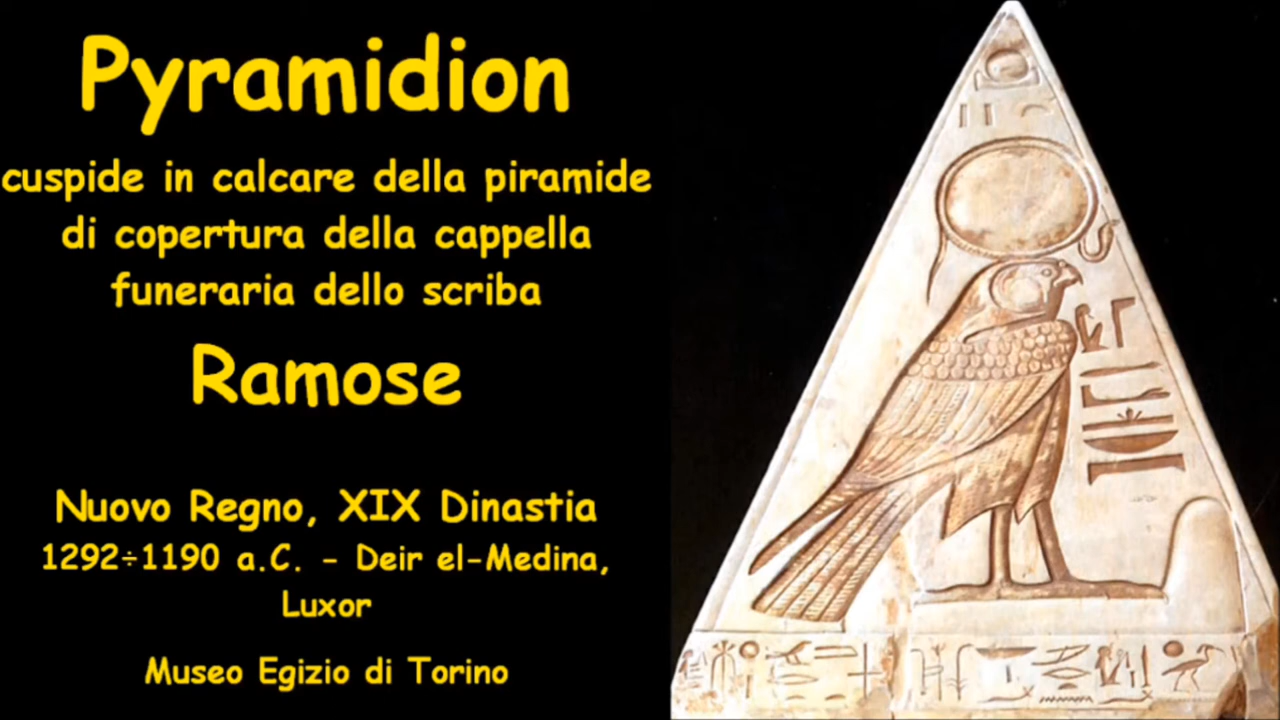 Pyramidion
cuspide in calcare della piramide
di copertura della cappella
funeraria dello scriba
Ramose
Nuovo Regno, XIX Dinastia
1292÷1190 a.C. - Deir el-Medina,
Luxor
Museo Egizio di Torino